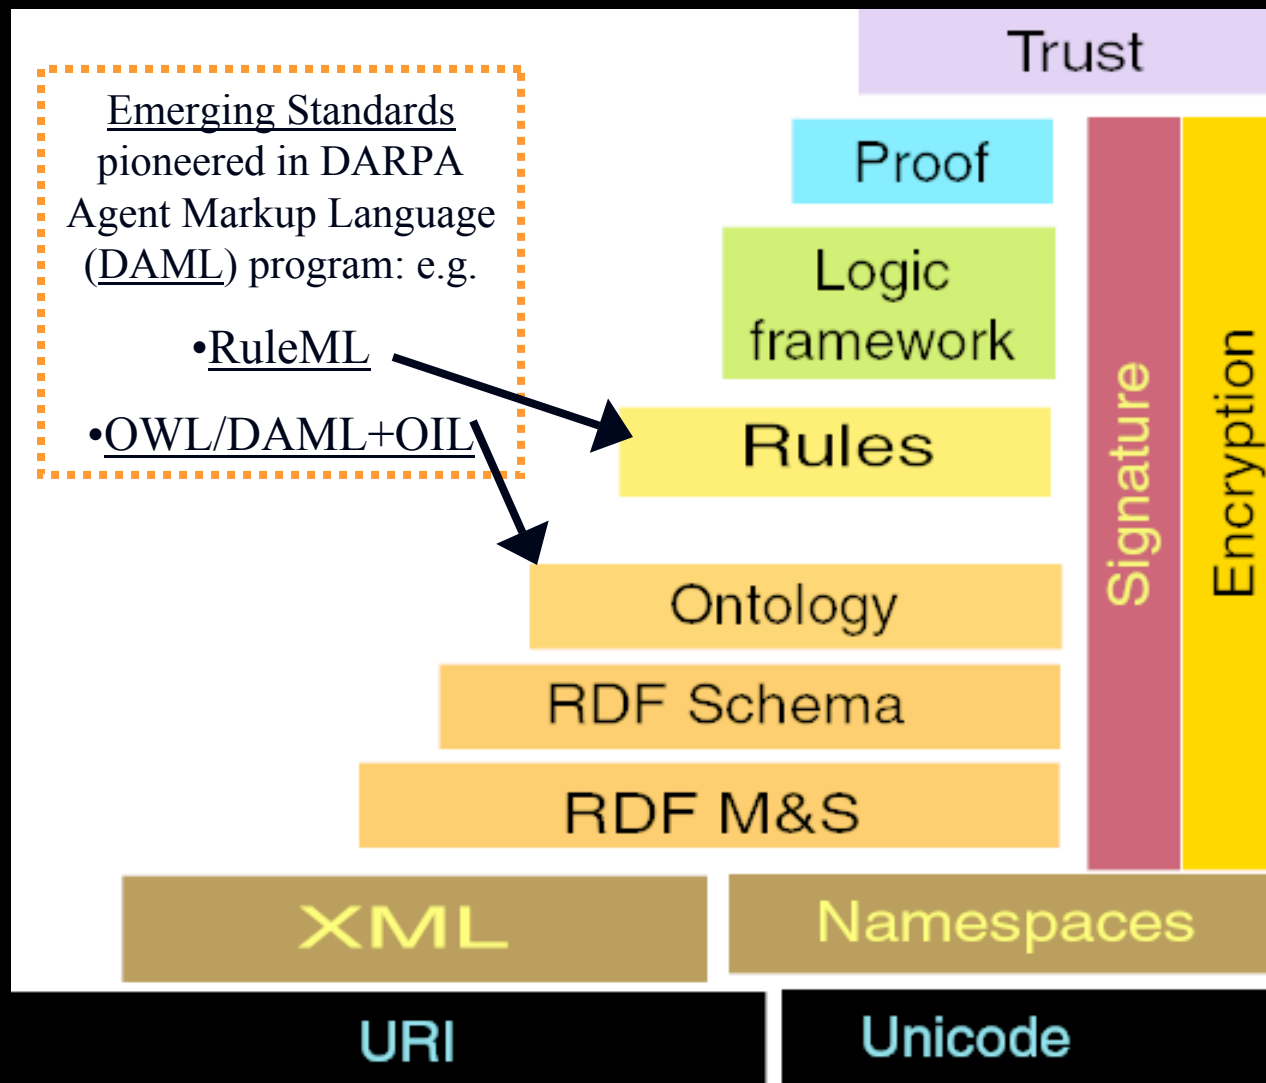 Trust
Emerging Standards
pioneered in DARPA
Agent Markup Language
(DAML) program: e.g.
•RuleML
•OWL/DAML+OIL
Proof
Logic
framework
Rules
Ontology
RDF Schema
RDF M&S
Signature
Encryption
XML
Namespaces
URI
Unicode